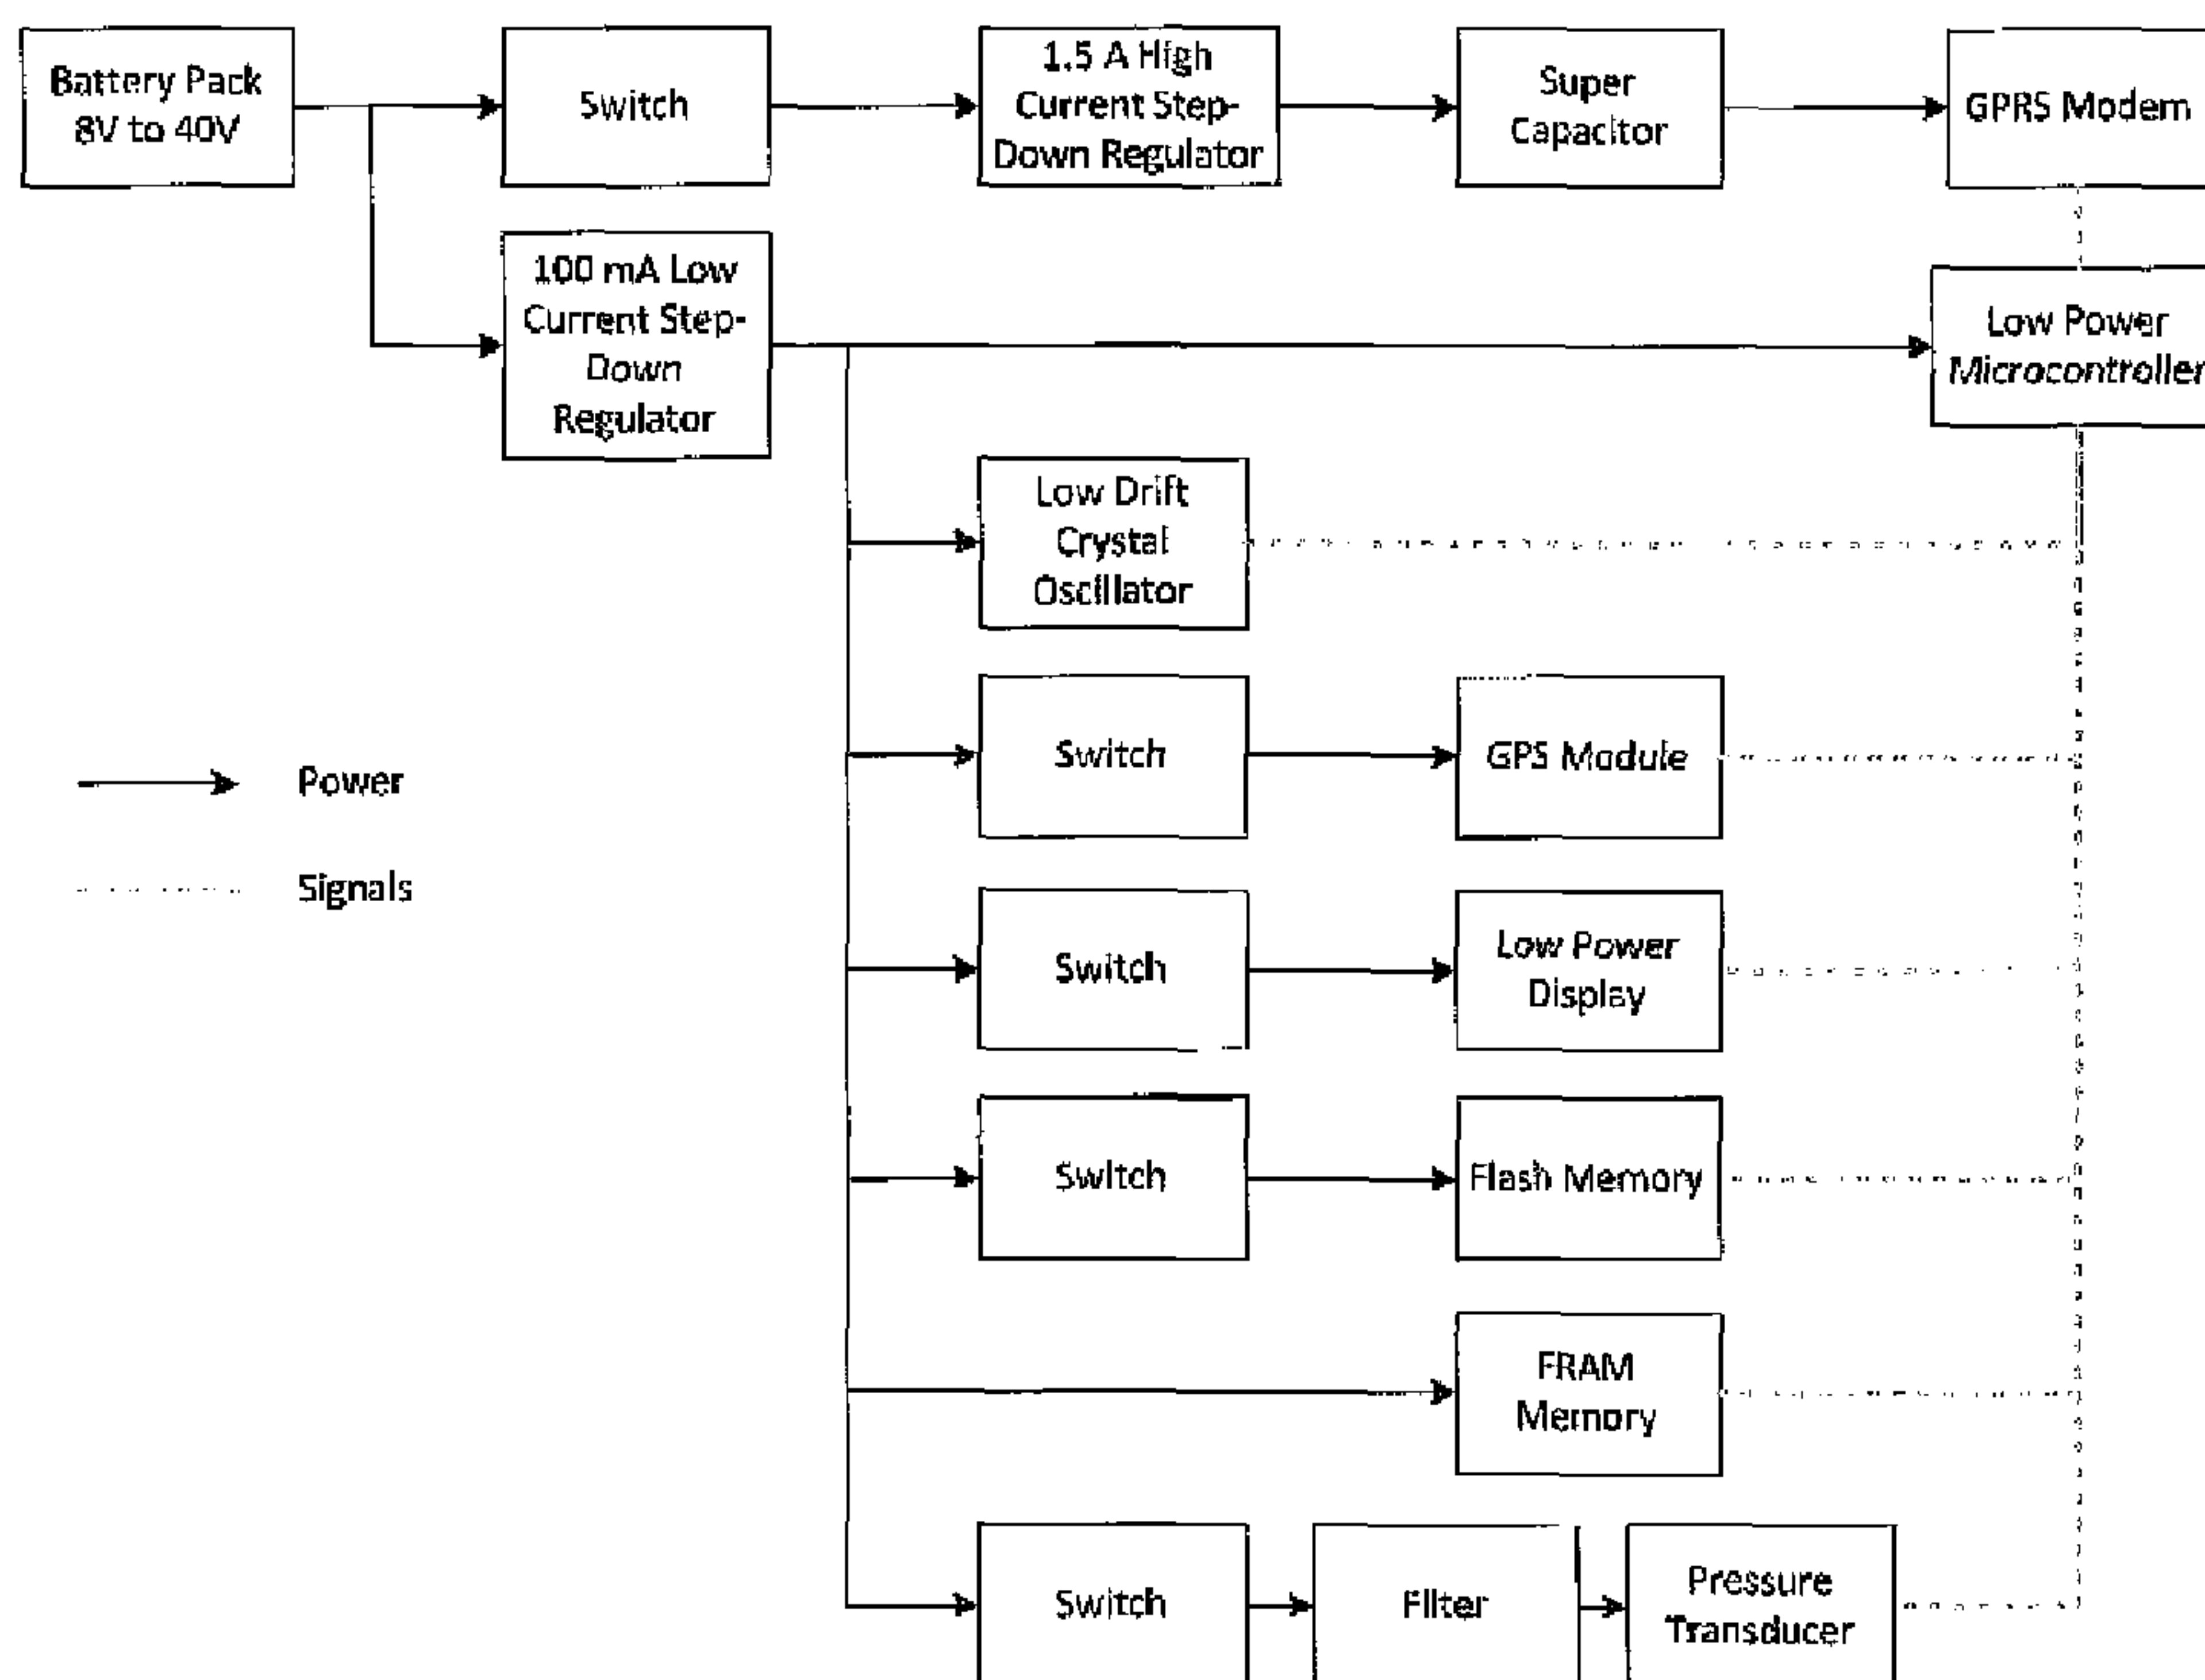 Battery Pack
8V to 40V
Switch
1.5 A High
Current Step-
Down Regulator
Super
Capacitor
GPRS Modem
100 mA Low
Current Step-
Down
Regulator
Low Power
Microcontroller
Low Drift
Crystal
Oscillator
Switch
GPS Module
Power
Signals
Switch
Low Power
Display
Switch
Flash Memory
FRAM
Memory
Switch
Filter
Pressure
Transducer